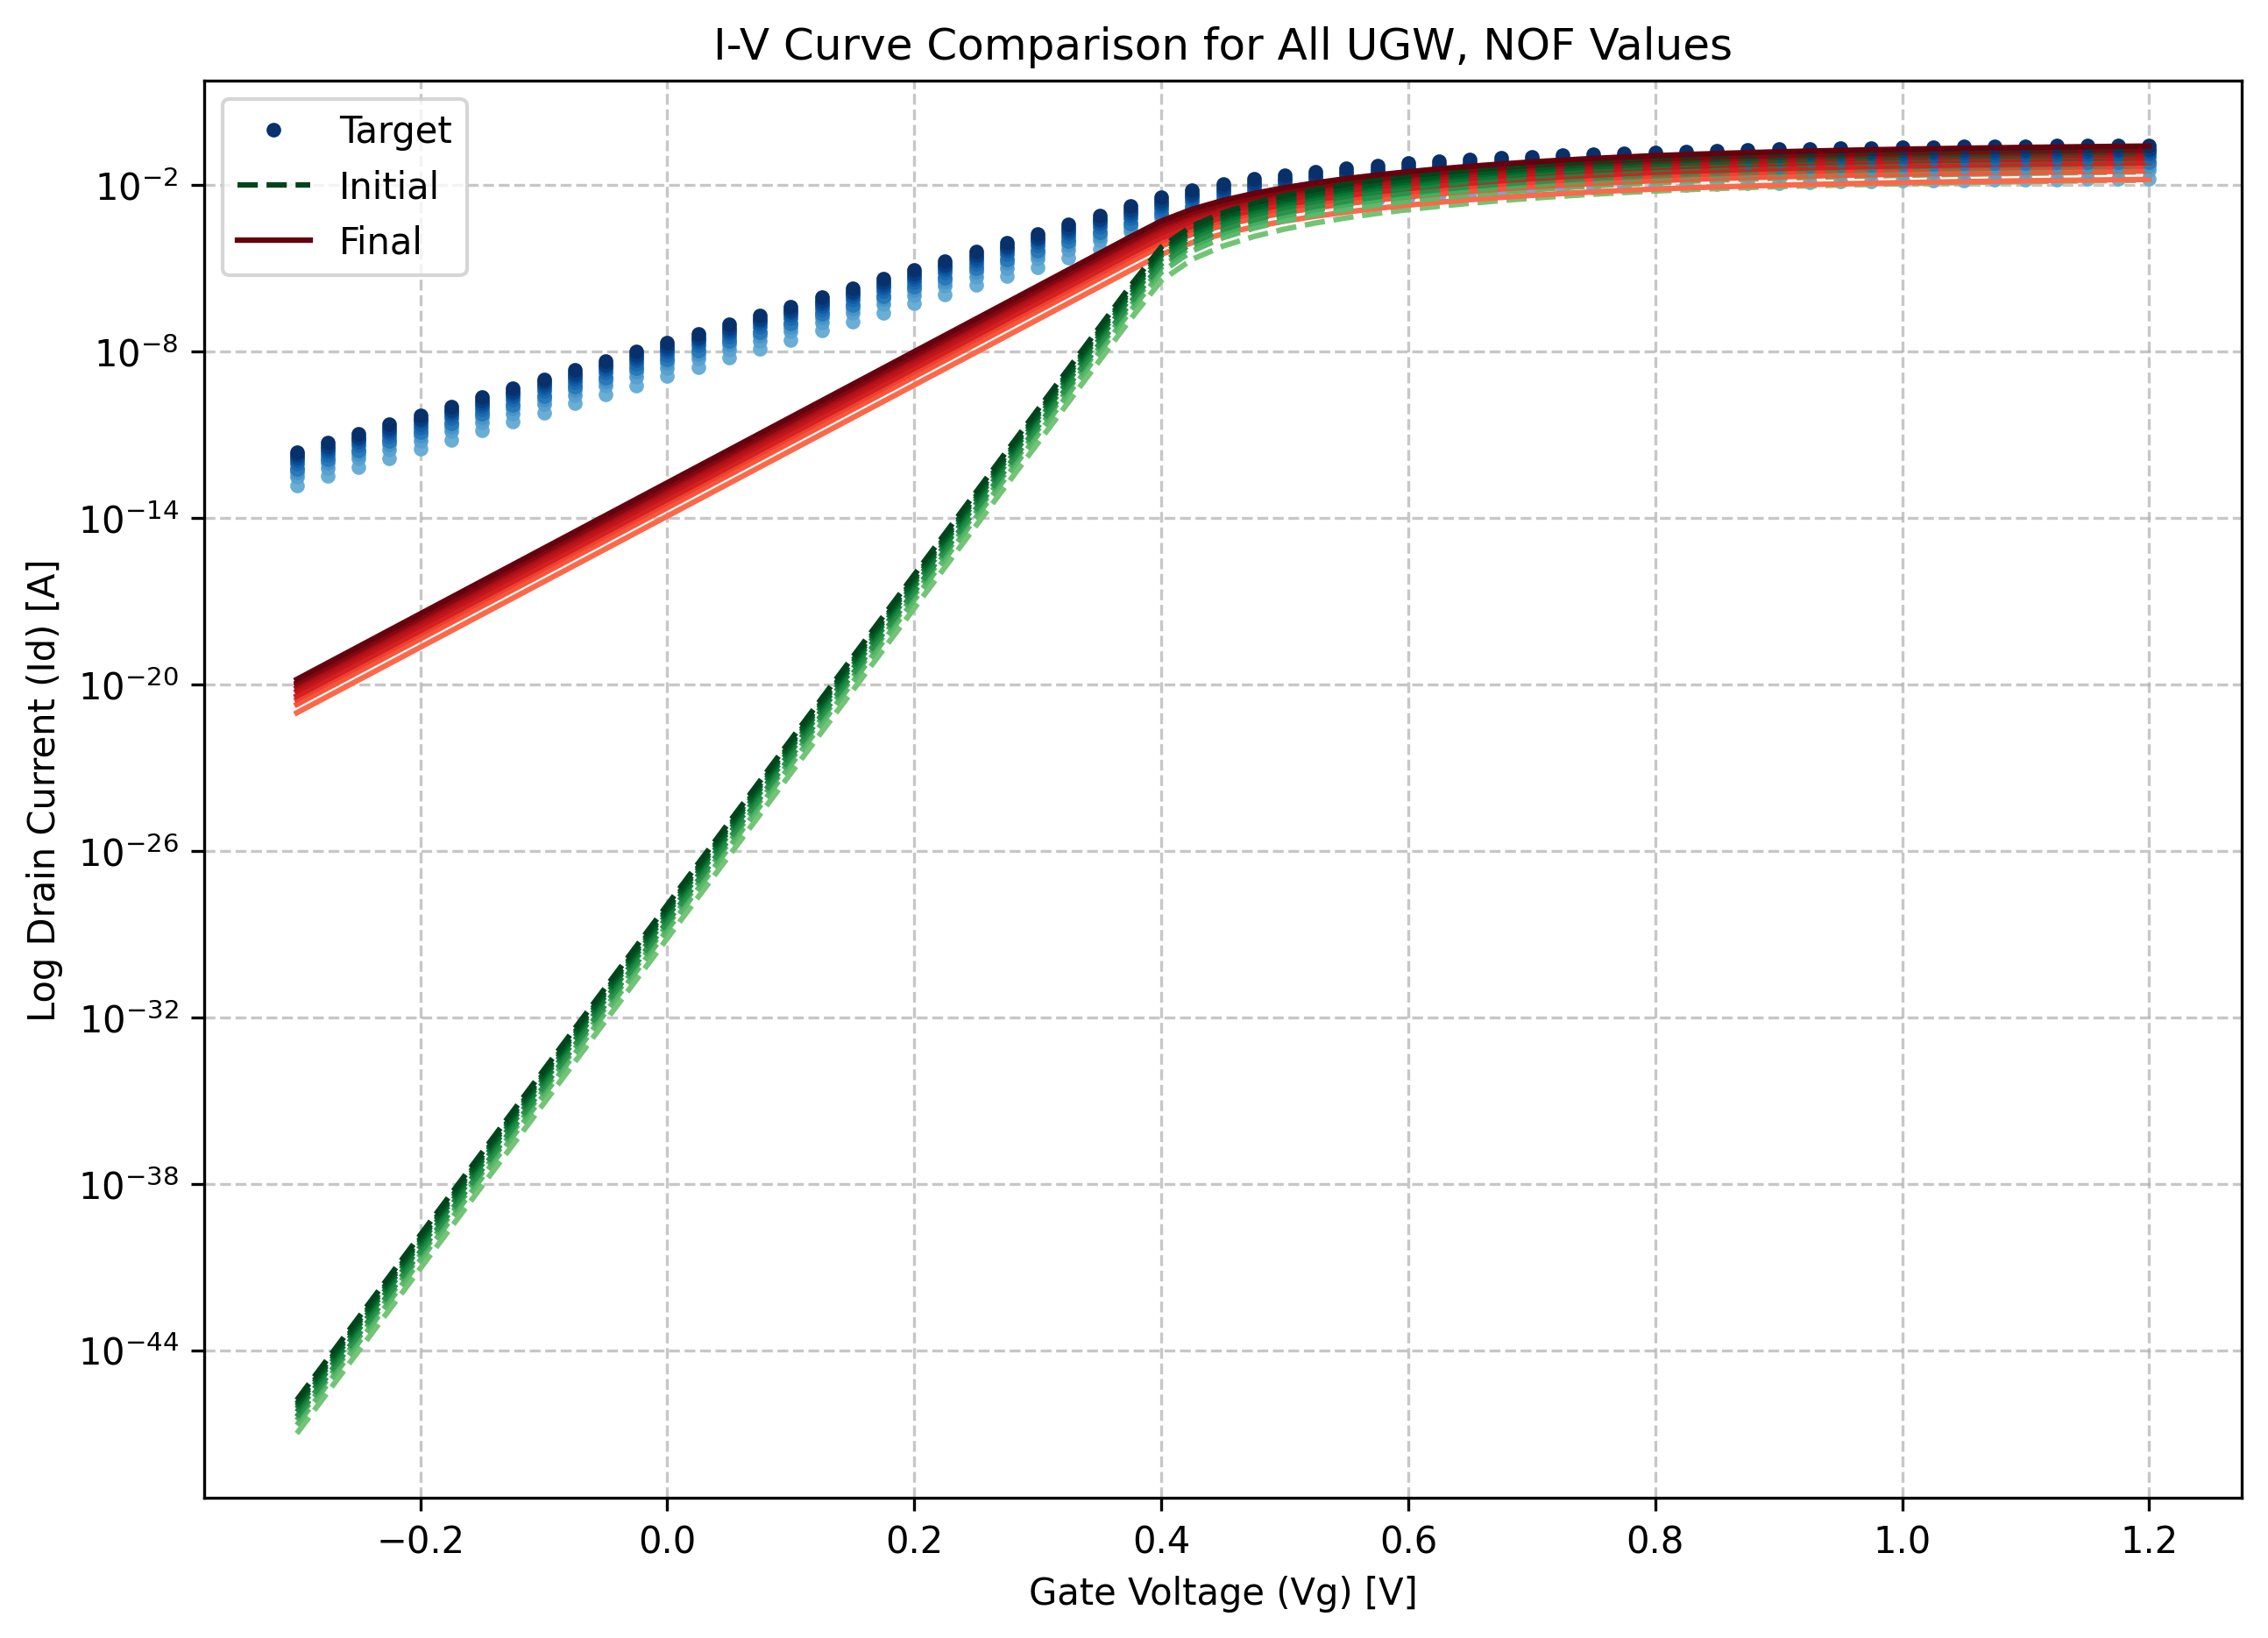 I-V Curve Comparison for All UGW, NOF Values
Target
Initial
Final
Log Drain Current (Id) [A]
10⁻²
10⁻⁸
10⁻¹⁴
10⁻²⁰
10⁻²⁶
10⁻³²
10⁻³⁸
10⁻⁴⁴
−0.2 0.0 0.2 0.4 0.6 0.8 1.0 1.2
Gate Voltage (Vg) [V]